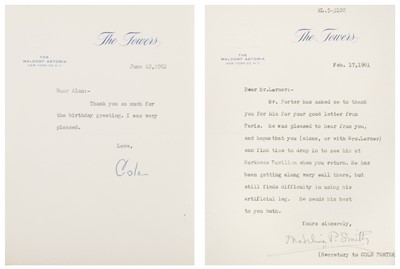 The Towers
THE
WALDORF ASTORIA
NEW YORK 22, N.Y.
June 12,1962
Dear Alan:-
Thank you so much for
the birthday greeting. I was very
pleased.
Love,
Cole
EL.5-3100
The Towers
THE
WALDORF ASTORIA
NEW YORK 22, N.Y.
Feb. 17,1961
Dear Mr.Lerner:-
Mr. Porter has asked me to thank
you for him for your good letter from
Paris. He was pleased to hear from you,
and hopes that you (alone, or with Mrs.Lerner)
can find time to drop in to see him at
Harkness Pavilion when you return. He has
been getting along very well there, but
still finds difficulty in using his
artificial leg. He sends his best
to you both.
Yours sincerely,
Madeline P. Smith
(Secretary to COLE PORTER